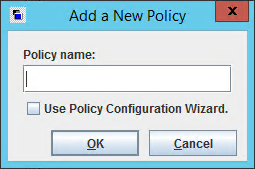 Add a New Policy
Policy name:
Use Policy Configuration Wizard.
OK
Cancel